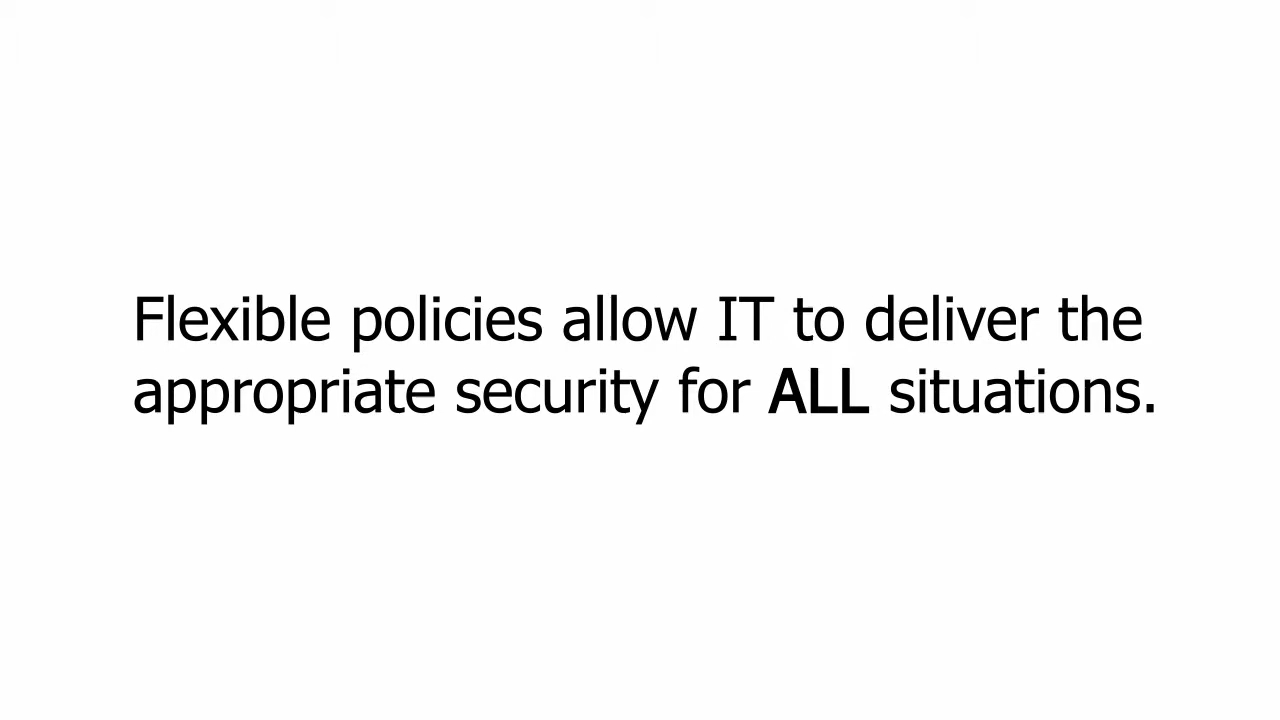 Flexible policies allow IT to deliver the
appropriate security for ALL situations.